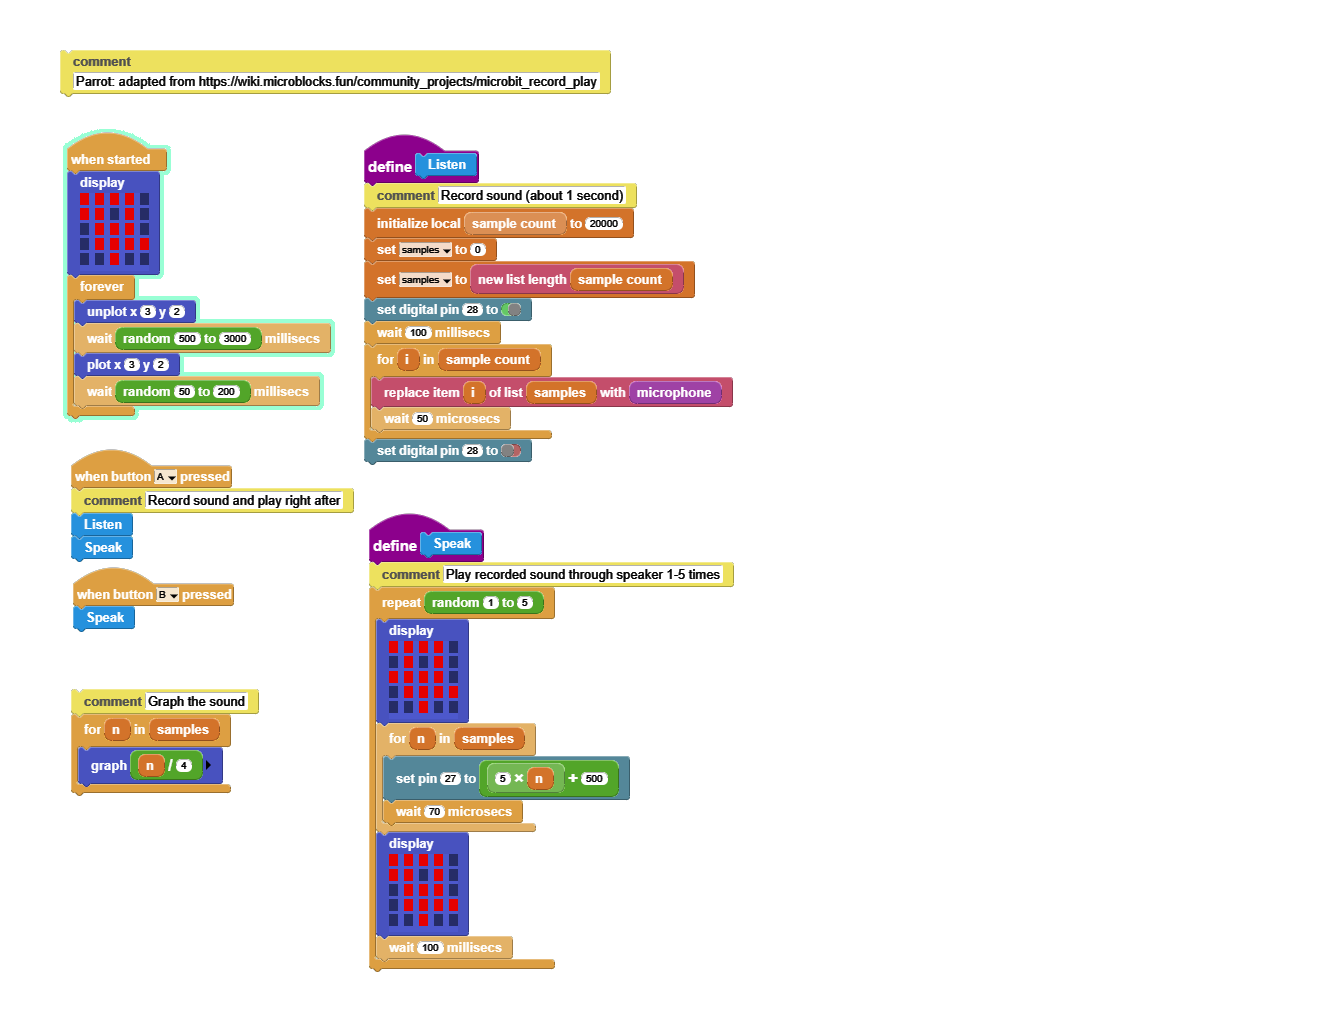 comment
Parrot: adapted from https://wiki.microblocks.fun/community_projects/microbit_record_play
when started
display
forever
unplot x 3 y 2
wait random 500 to 3000 millisecs
plot x 3 y 2
wait random 50 to 200 millisecs
when button A pressed
comment Record sound and play right after
Listen
Speak
when button B pressed
Speak
comment Graph the sound
for n in samples
graph n / 4
define Listen
comment Record sound (about 1 second)
initialize local sample count to 20000
set samples to 0
set samples to new list length sample count
set digital pin 28 to
wait 100 millisecs
for i in sample count
replace item i of list samples with microphone
wait 50 microsecs
set digital pin 28 to
define Speak
comment Play recorded sound through speaker 1-5 times
repeat random 1 to 5
display
for n in samples
set pin 27 to 5 × n + 500
wait 70 microsecs
display
wait 100 millisecs